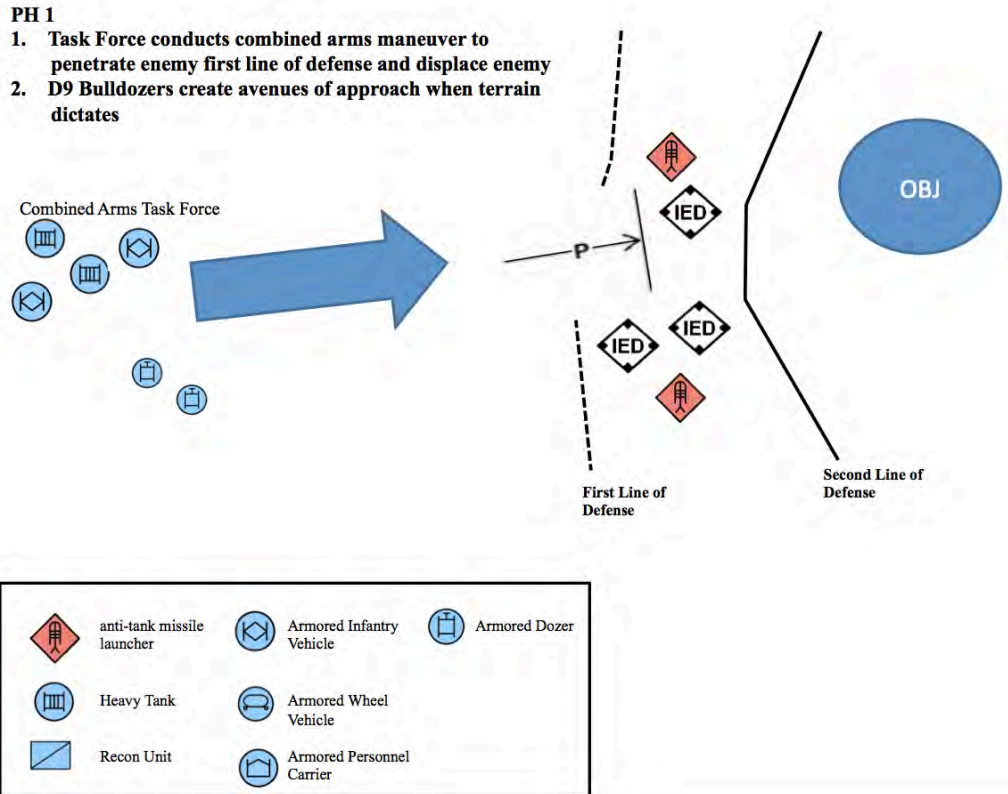 PH 1
1. Task Force conducts combined arms maneuver to
penetrate enemy first line of defense and displace enemy
2. D9 Bulldozers create avenues of approach when terrain
dictates
Combined Arms Task Force
OBJ
IED
P
IED
IED
Second Line of
Defense
First Line of
Defense
anti-tank missile
launcher
Armored Infantry
Vehicle
Armored Dozer
Heavy Tank
Armored Wheel
Vehicle
Recon Unit
Armored Personnel
Carrier